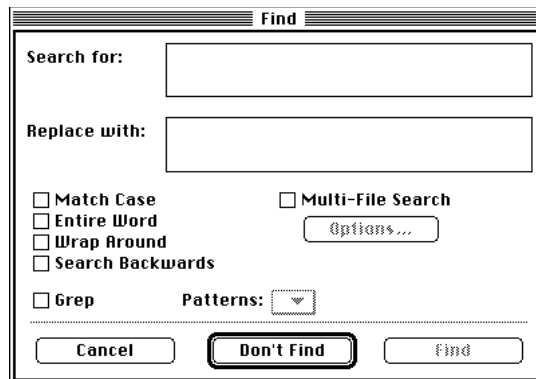 Find
Search for:
Replace with:
Match Case
Multi-File Search
Entire Word
Options...
Wrap Around
Search Backwards
Grep Patterns:
Cancel Don't Find Find